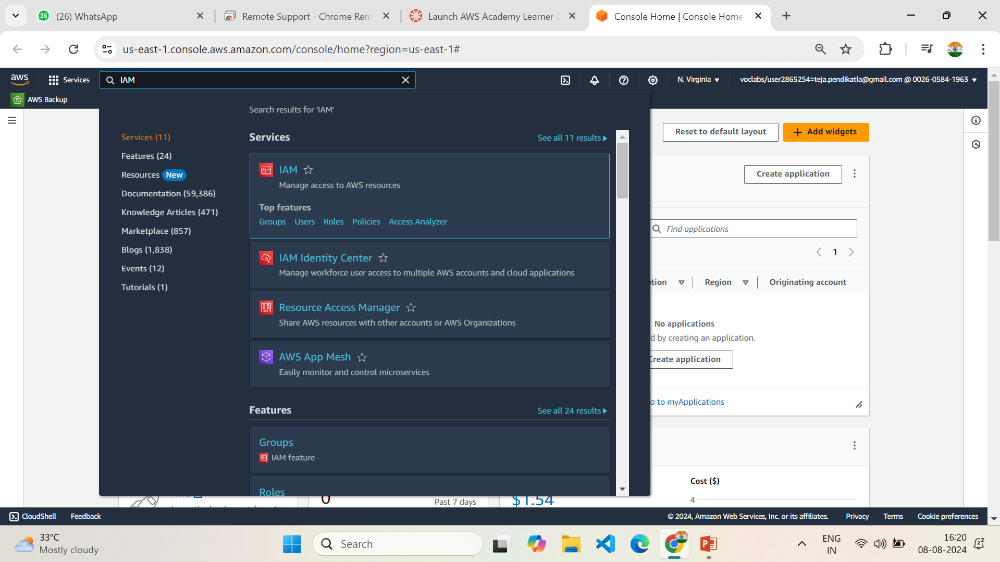 (26) WhatsApp
Remote Support - Chrome Rem
Launch AWS Academy Learner
Console Home | Console Home
us-east-1.console.aws.amazon.com/console/home?region=us-east-1#
aws
Services
IAM
N. Virginia
voclabs/user2865254=teja.pendikatla@gmail.com @ 0026-0584-1963
AWS Backup
Search results for 'IAM'
Services (11)
Features (24)
Resources New
Documentation (59,386)
Knowledge Articles (471)
Marketplace (857)
Blogs (1,838)
Events (12)
Tutorials (1)
Services
See all 11 results
IAM
Manage access to AWS resources
Top features
Groups Users Roles Policies Access Analyzer
IAM Identity Center
Manage workforce user access to multiple AWS accounts and cloud applications
Resource Access Manager
Share AWS resources with other accounts or AWS Organizations
AWS App Mesh
Easily monitor and control microservices
Features
See all 24 results
Groups
IAM feature
Roles
Reset to default layout
Add widgets
Create application
Find applications
1
tion Region Originating account
No applications
d by creating an application.
Create application
o to myApplications
Cost ($)
4
0
Past 7 days
$1.54
CloudShell Feedback
© 2024, Amazon Web Services, Inc. or its affiliates. Privacy Terms Cookie preferences
33°C
Mostly cloudy
Search
ENG
IN
16:20
08-08-2024